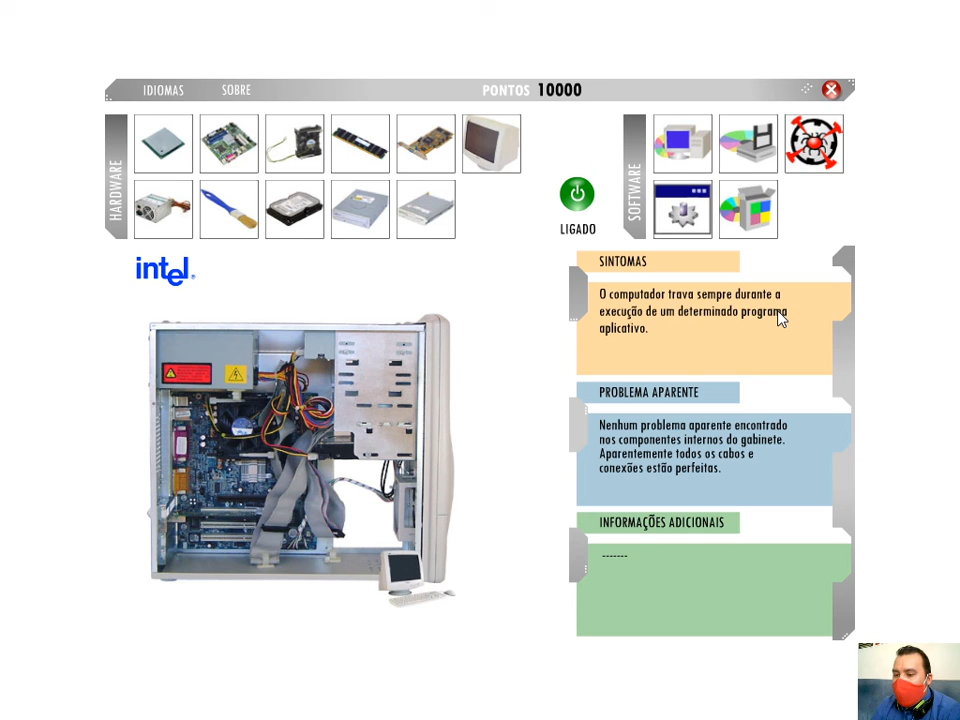 IDIOMAS
SOBRE
PONTOS 10000
HARDWARE
LIGADO
SOFTWARE
intel
SINTOMAS
O computador trava sempre durante a
execução de um determinado programa
aplicativo.
PROBLEMA APARENTE
Nenhum problema aparente encontrado
nos componentes internos do gabinete.
Aparentemente todos os cabos e
conexões estão perfeitas.
INFORMAÇÕES ADICIONAIS
-------